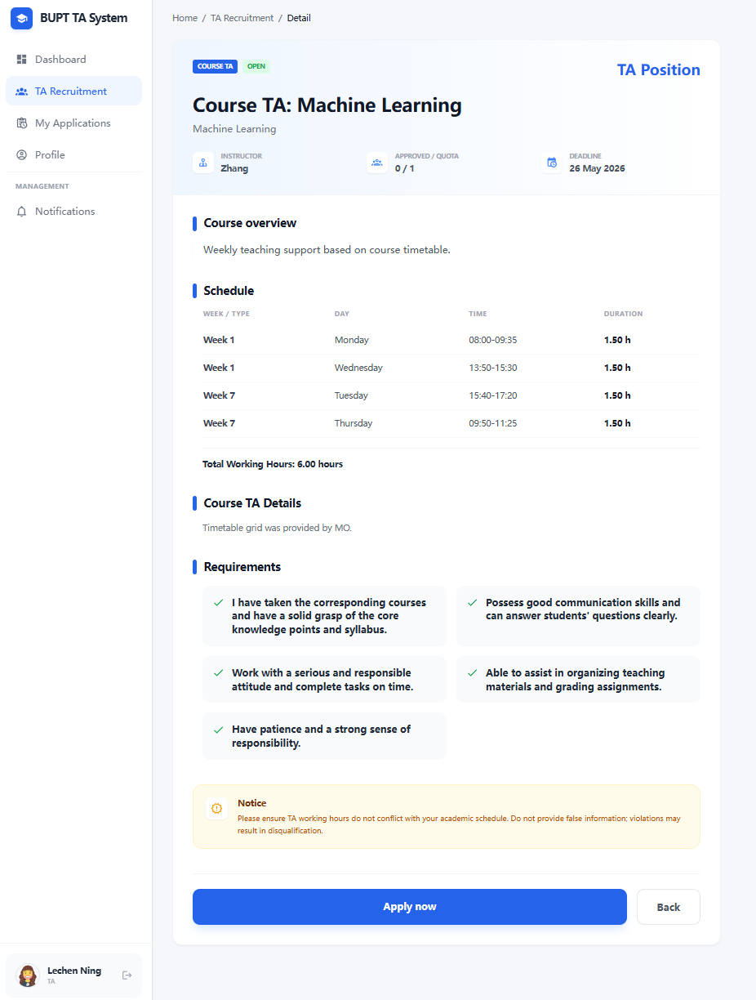 BUPT TA System
Dashboard
TA Recruitment
My Applications
Profile
MANAGEMENT
Notifications
Lechen Ning
TA
Home / TA Recruitment / Detail
COURSE TA OPEN
TA Position
Course TA: Machine Learning
Machine Learning
INSTRUCTOR
Zhang
APPROVED / QUOTA
0 / 1
DEADLINE
26 May 2026
Course overview
Weekly teaching support based on course timetable.
Schedule
WEEK / TYPE DAY TIME DURATION
Week 1 Monday 08:00-09:35 1.50 h
Week 1 Wednesday 13:50-15:30 1.50 h
Week 7 Tuesday 15:40-17:20 1.50 h
Week 7 Thursday 09:50-11:25 1.50 h
Total Working Hours: 6.00 hours
Course TA Details
Timetable grid was provided by MO.
Requirements
I have taken the corresponding courses
and have a solid grasp of the core
knowledge points and syllabus.
Possess good communication skills and
can answer students' questions clearly.
Work with a serious and responsible
attitude and complete tasks on time.
Able to assist in organizing teaching
materials and grading assignments.
Have patience and a strong sense of
responsibility.
Notice
Please ensure TA working hours do not conflict with your academic schedule. Do not provide false information; violations may
result in disqualification.
Apply now
Back